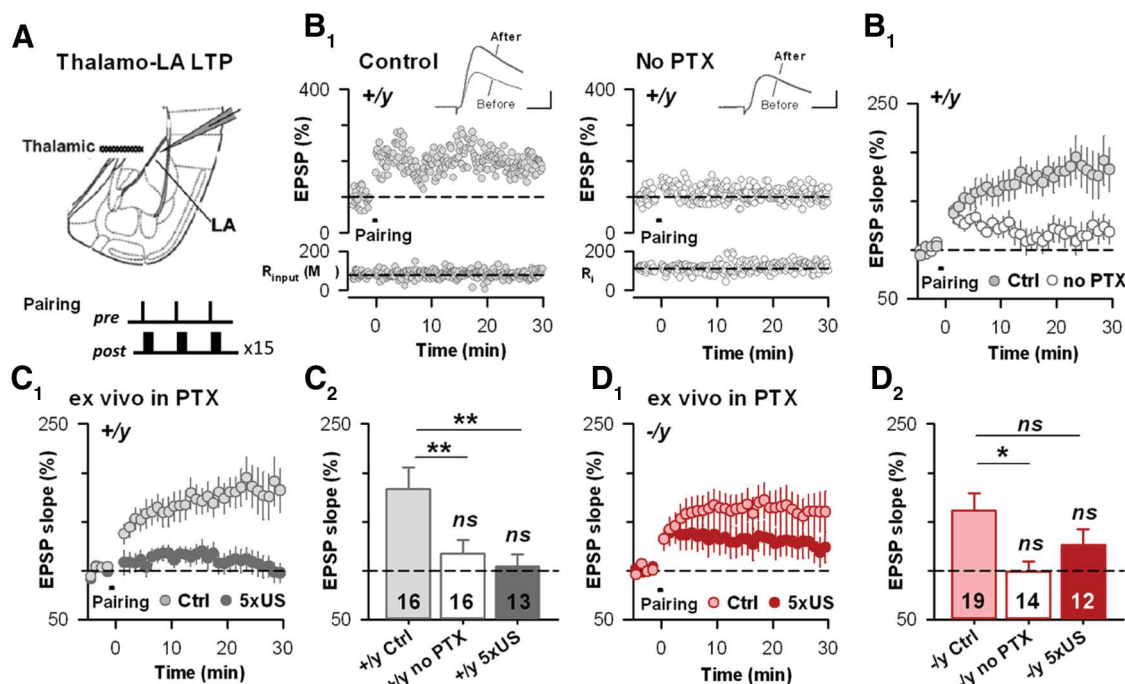 A
Thalamo-LA LTP
Thalamic
LA
Pairing
pre
post
x15
B1
Control
+/y
After
Before
400
EPSP (%)
0
Pairing
200
Rinput (M )
0
0 10 20 30
Time (min)
No PTX
+/y
After
Before
400
EPSP (%)
0
Pairing
200
Ri
0
0 10 20 30
Time (min)
B1
+/y
250
EPSP slope (%)
50
Pairing Ctrl no PTX
0 10 20 30
Time (min)
C1
ex vivo in PTX
+/y
250
EPSP slope (%)
50
Pairing Ctrl 5xUS
0 10 20 30
Time (min)
C2
250
EPSP slope (%)
50
**
**
ns
ns
16 16 13
+/y Ctrl
+/y no PTX
+/y 5xUS
D1
ex vivo in PTX
-/y
250
EPSP slope (%)
50
Pairing Ctrl 5xUS
0 10 20 30
Time (min)
D2
250
EPSP slope (%)
50
ns
*
ns
ns
19 14 12
-/y Ctrl
-/y no PTX
-/y 5xUS